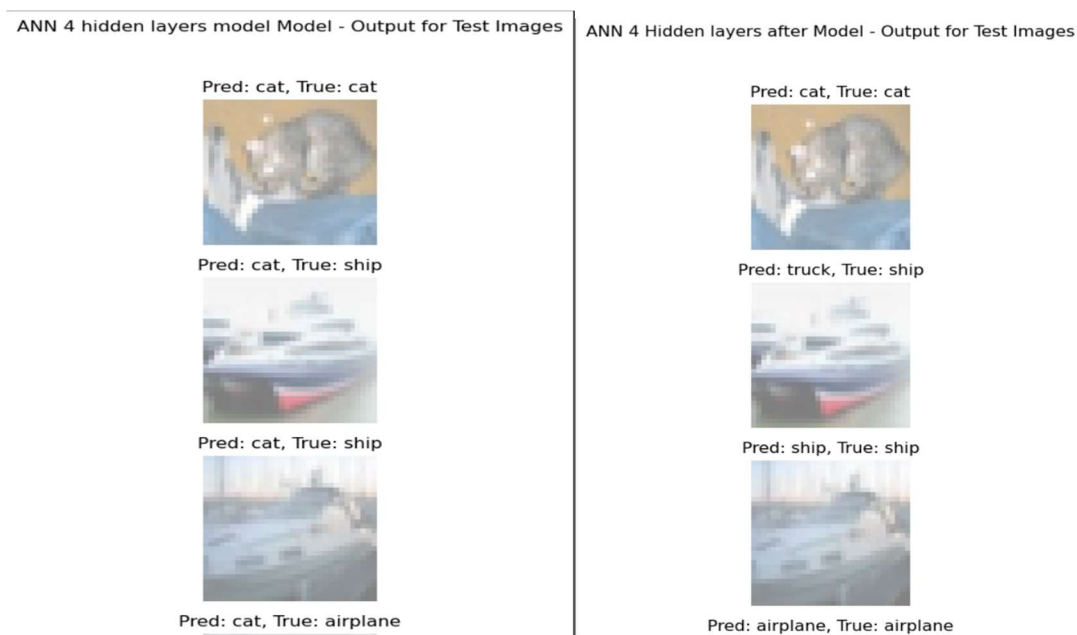 ANN 4 hidden layers model Model - Output for Test Images
Pred: cat, True: cat
Pred: cat, True: ship
Pred: cat, True: ship
Pred: cat, True: airplane
ANN 4 Hidden layers after Model - Output for Test Images
Pred: cat, True: cat
Pred: truck, True: ship
Pred: ship, True: ship
Pred: airplane, True: airplane